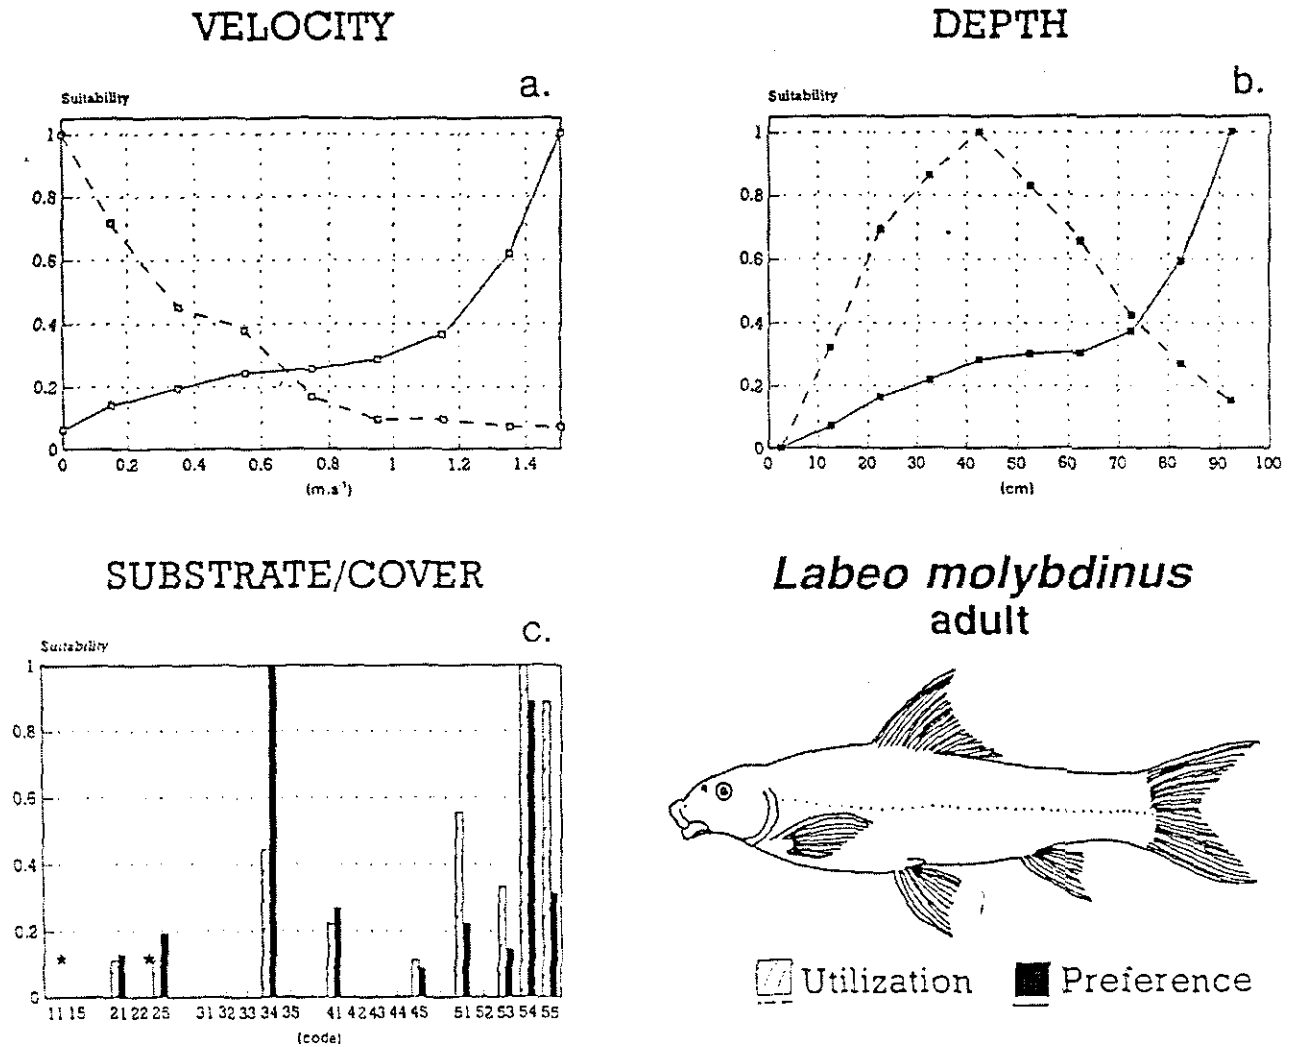 VELOCITY
DEPTH
a.
b.
Suitability
Suitability
1
0.8
0.6
0.4
0.2
0
0 0.2 0.4 0.6 0.8 1 1.2 1.4
(m.s⁻¹)
1
0.8
0.6
0.4
0.2
0
0 10 20 30 40 50 60 70 80 90 100
(cm)
SUBSTRATE/COVER
Labeo molybdinus
adult
c.
Suitability
1
0.8
0.6
0.4
0.2
0
* *
11 15 21 22 25 31 32 33 34 35 41 42 43 44 45 51 52 53 54 55
(code)
Utilization Preference